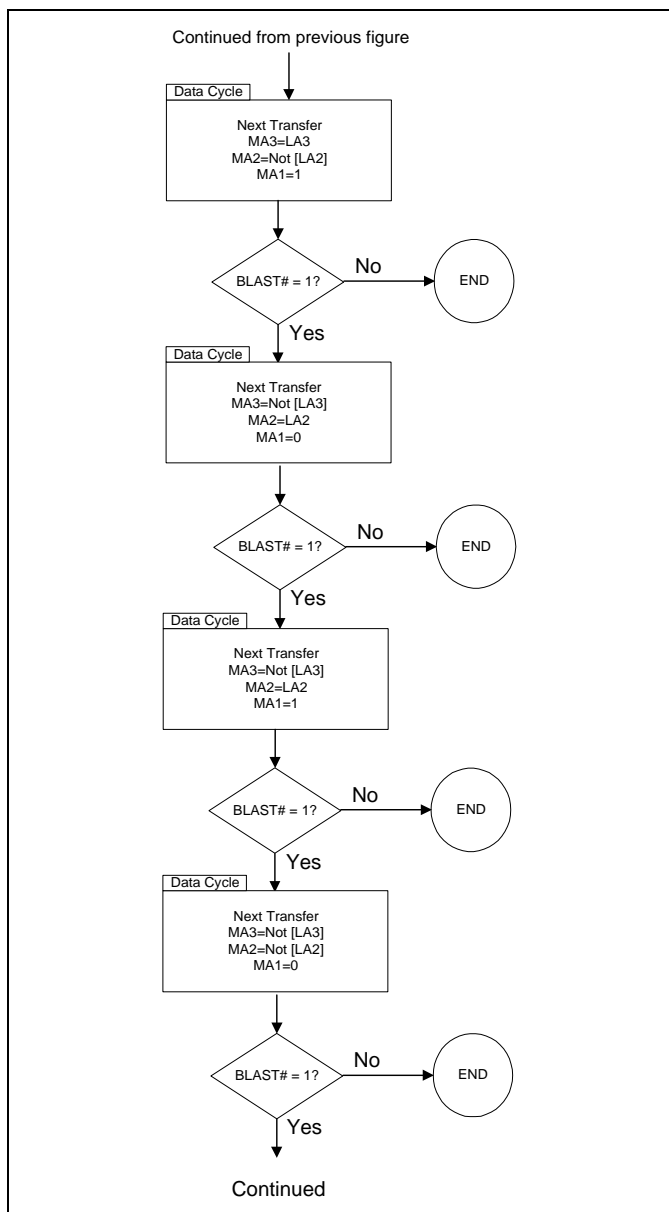 Continued from previous figure
Data Cycle
Next Transfer
MA3=LA3
MA2=Not [LA2]
MA1=1
BLAST# = 1?
No
END
Yes
Data Cycle
Next Transfer
MA3=Not [LA3]
MA2=LA2
MA1=0
BLAST# = 1?
No
END
Yes
Data Cycle
Next Transfer
MA3=Not [LA3]
MA2=LA2
MA1=1
BLAST# = 1?
No
END
Yes
Data Cycle
Next Transfer
MA3=Not [LA3]
MA2=Not [LA2]
MA1=0
BLAST# = 1?
No
END
Yes
Continued